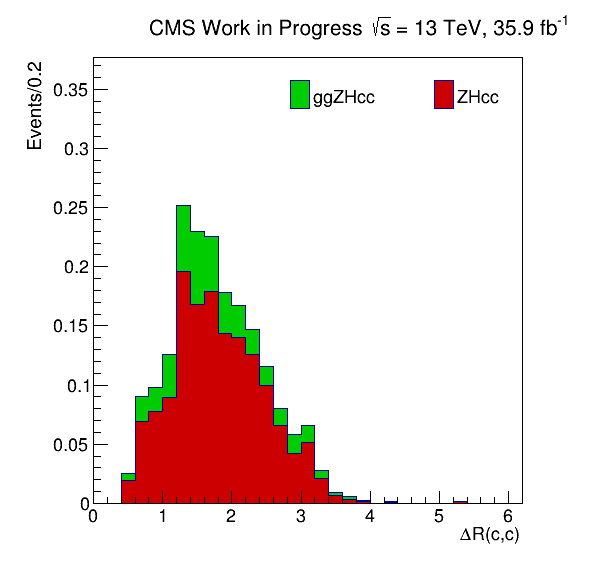 CMS Work in Progress √s = 13 TeV, 35.9 fb⁻¹
Events/0.2
ggZHcc ZHcc
0.35
0.3
0.25
0.2
0.15
0.1
0.05
0
0 1 2 3 4 5 6
ΔR(c,c)